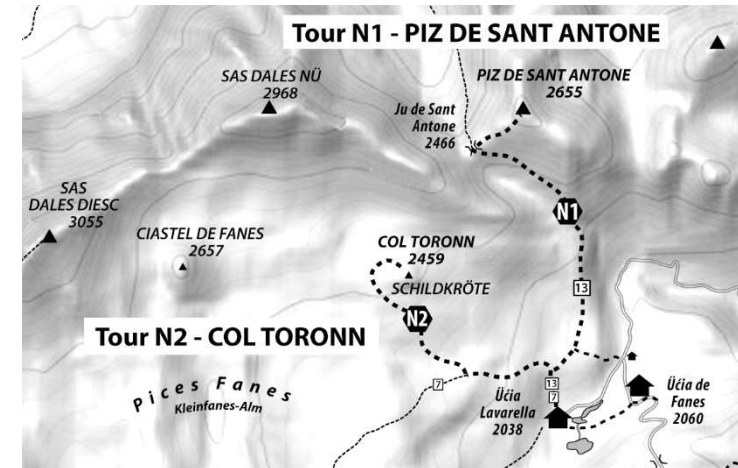 Tour N1 - PIZ DE SANT ANTONE
SAS DALES NÜ
2968
PIZ DE SANT ANTONE
2655
Ju de Sant
Antone
2466
SAS
DALES DIESC
3055
CIASTEL DE FANES
2657
N1
COL TORONN
2459
SCHILDKRÖTE
13
N2
Tour N2 - COL TORONN
Pices Fanes
Kleinfanes-Alm
7
13
7
Üćia
Lavarella
2038
Üćia de
Fanes
2060